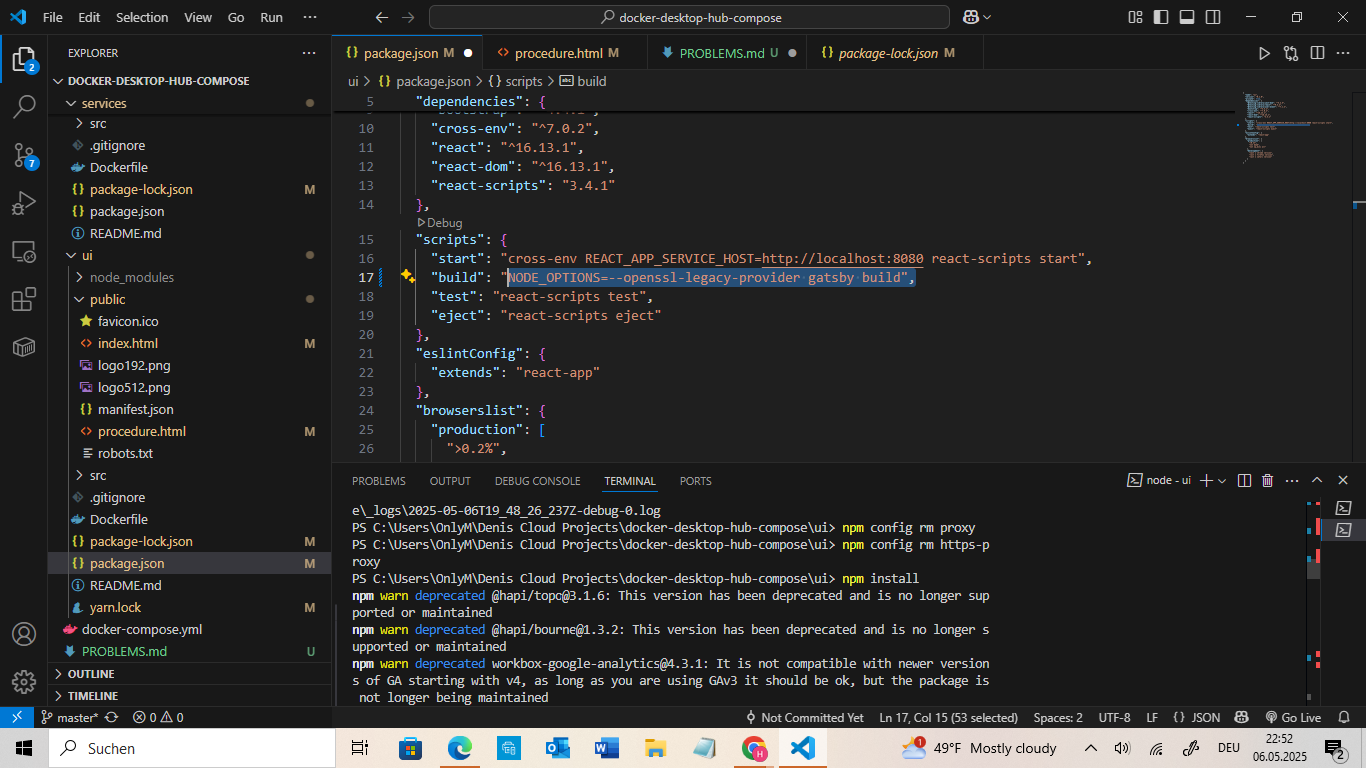 File Edit Selection View Go Run ···
docker-desktop-hub-compose
EXPLORER
DOCKER-DESKTOP-HUB-COMPOSE
services
src
.gitignore
Dockerfile
package-lock.json M
package.json
README.md
ui
node_modules
public
favicon.ico
index.html M
logo192.png
logo512.png
manifest.json
procedure.html M
robots.txt
src
.gitignore
Dockerfile
package-lock.json M
package.json M
README.md
yarn.lock M
docker-compose.yml
PROBLEMS.md U
OUTLINE
TIMELINE
2
7
package.json M
procedure.html M
PROBLEMS.md U
package-lock.json M
ui > package.json > scripts > build
5 "dependencies": {
10 "cross-env": "^7.0.2",
11 "react": "^16.13.1",
12 "react-dom": "^16.13.1",
13 "react-scripts": "3.4.1"
14 },
Debug
15 "scripts": {
16 "start": "cross-env REACT_APP_SERVICE_HOST=http://localhost:8080 react-scripts start",
17 "build": "NODE_OPTIONS=--openssl-legacy-provider gatsby build",
18 "test": "react-scripts test",
19 "eject": "react-scripts eject"
20 },
21 "eslintConfig": {
22 "extends": "react-app"
23 },
24 "browserslist": {
25 "production": [
26 ">0.2%",
PROBLEMS OUTPUT DEBUG CONSOLE TERMINAL PORTS
node - ui
e\_logs\2025-05-06T19_48_26_237Z-debug-0.log
PS C:\Users\OnlyM\Denis Cloud Projects\docker-desktop-hub-compose\ui> npm config rm proxy
PS C:\Users\OnlyM\Denis Cloud Projects\docker-desktop-hub-compose\ui> npm config rm https-p
roxy
PS C:\Users\OnlyM\Denis Cloud Projects\docker-desktop-hub-compose\ui> npm install
npm warn deprecated @hapi/topo@3.1.6: This version has been deprecated and is no longer sup
ported or maintained
npm warn deprecated @hapi/bourne@1.3.2: This version has been deprecated and is no longer s
upported or maintained
npm warn deprecated workbox-google-analytics@4.3.1: It is not compatible with newer version
s of GA starting with v4, as long as you are using GAv3 it should be ok, but the package is
not longer being maintained
master* 0 0 Not Committed Yet Ln 17, Col 15 (53 selected) Spaces: 2 UTF-8 LF {} JSON Go Live
Suchen
1
49°F Mostly cloudy
DEU
22:52
06.05.2025
2